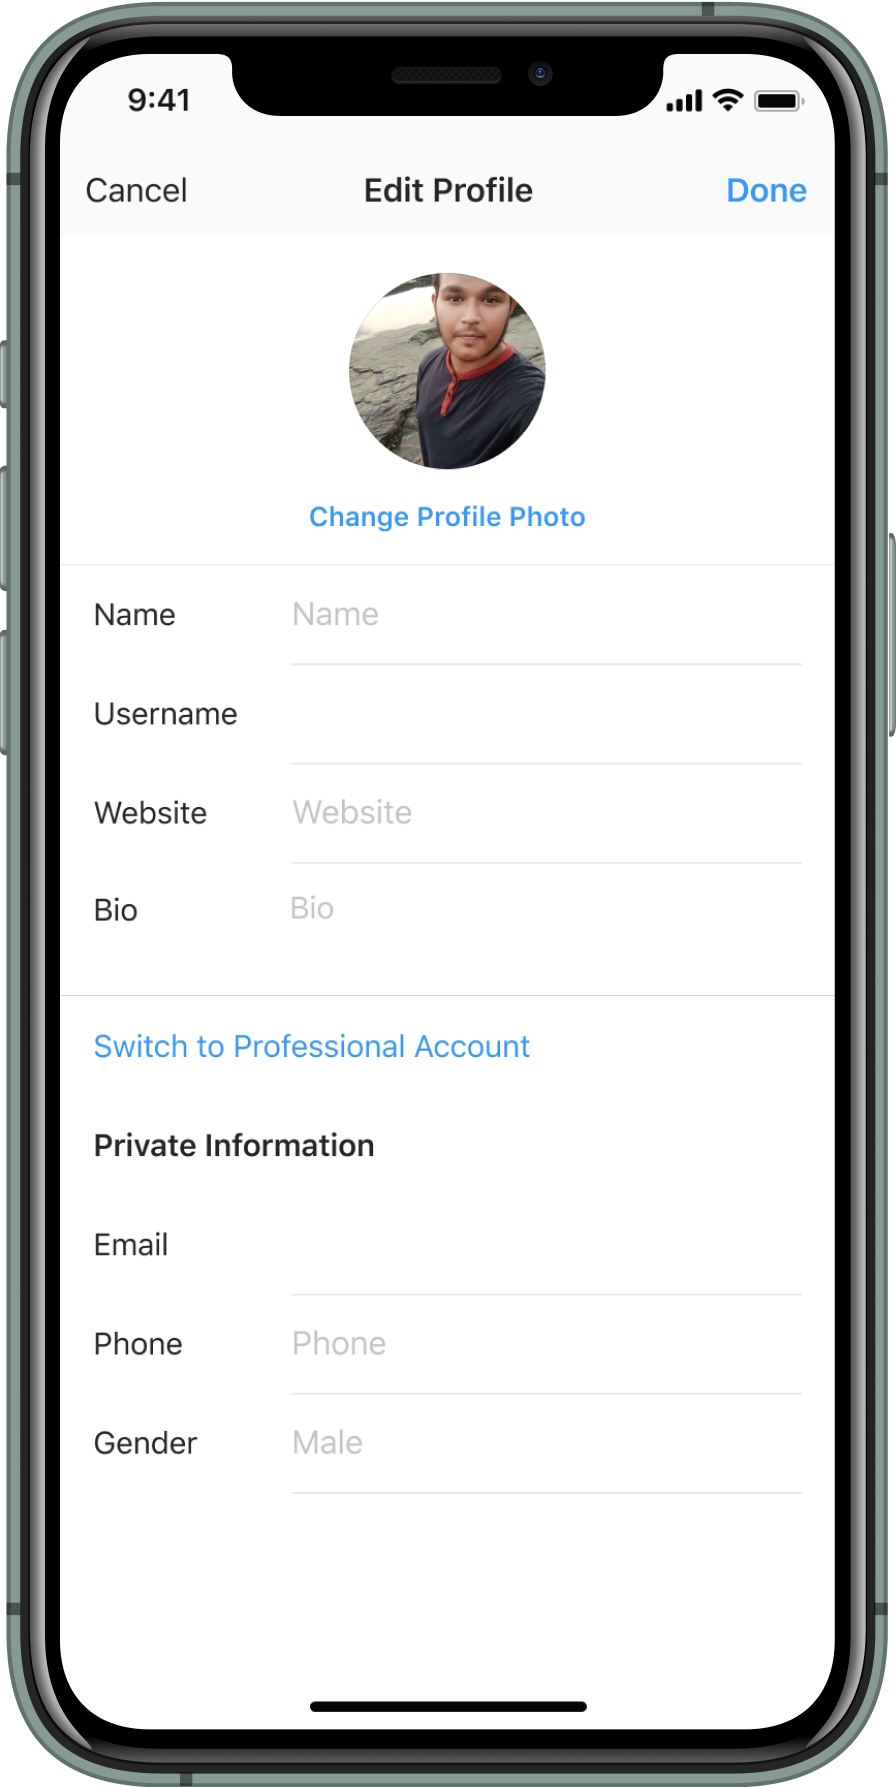 9:41
Cancel Edit Profile Done
Change Profile Photo
Name Name
Username
Website Website
Bio Bio
Switch to Professional Account
Private Information
Email
Phone Phone
Gender Male